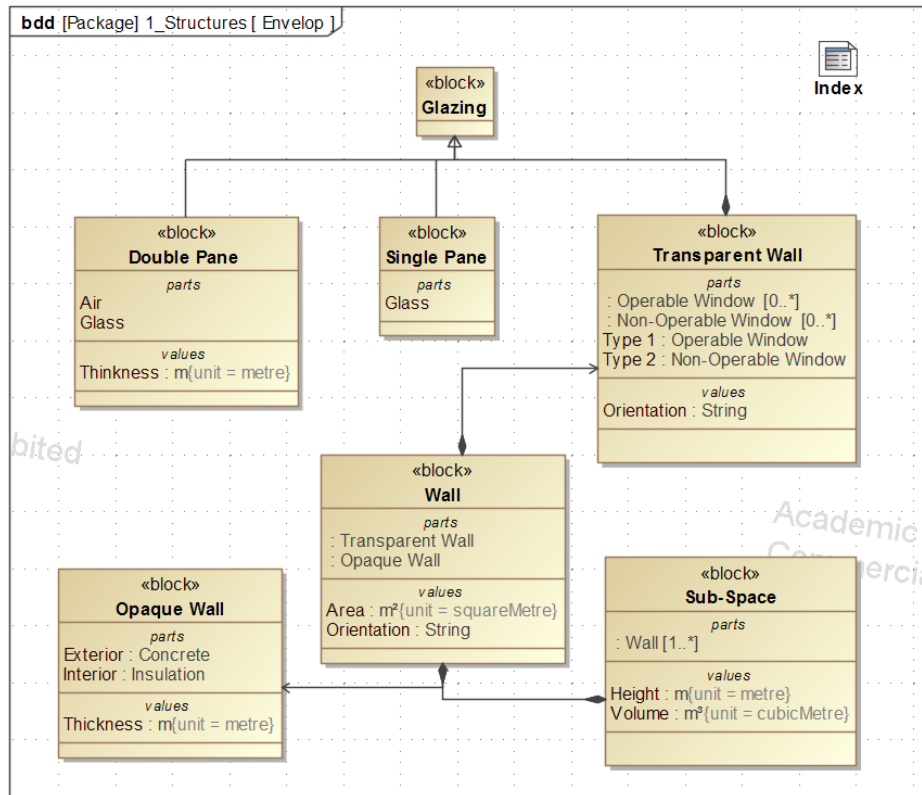 bdd [Package] 1_Structures [ Envelop ]
Index
«block»
Glazing
«block»
Double Pane
parts
Air
Glass
values
Thinkness : m{unit = metre}
«block»
Single Pane
parts
Glass
«block»
Transparent Wall
parts
: Operable Window [0..*]
: Non-Operable Window [0..*]
Type 1 : Operable Window
Type 2 : Non-Operable Window
values
Orientation : String
bited
«block»
Wall
parts
: Transparent Wall
: Opaque Wall
values
Area : m²{unit = squareMetre}
Orientation : String
Academic
«block»
Opaque Wall
parts
Exterior : Concrete
Interior : Insulation
values
Thickness : m{unit = metre}
«block»
Sub-Space
parts
: Wall [1..*]
values
Height : m{unit = metre}
Volume : m³{unit = cubicMetre}